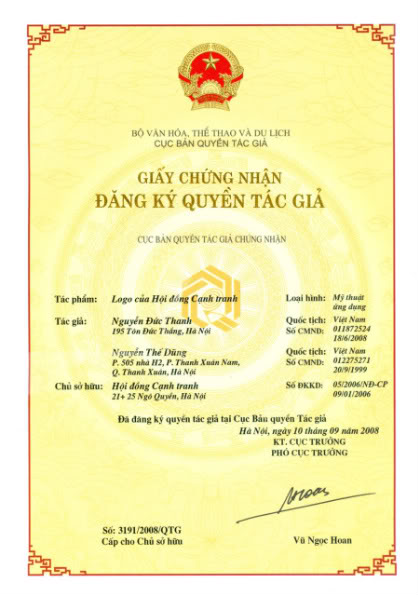 BỘ VĂN HÓA, THỂ THAO VÀ DU LỊCH
CỤC BẢN QUYỀN TÁC GIẢ
GIẤY CHỨNG NHẬN
ĐĂNG KÝ QUYỀN TÁC GIẢ
CỤC BẢN QUYỀN TÁC GIẢ CHỨNG NHẬN
Tác phẩm: Logo của Hội đồng Cạnh tranh Loại hình: Mỹ thuật
ứng dụng
Tác giả: Nguyễn Đức Thanh Quốc tịch: Việt Nam
195 Tôn Đức Thắng, Hà Nội Số CMND: 011872524
18/6/2008
Nguyễn Thế Dũng Quốc tịch: Việt Nam
P. 505 nhà H2, P. Thanh Xuân Nam, Số CMND: 012275271
Q. Thanh Xuân, Hà Nội 20/9/1999
Chủ sở hữu: Hội đồng Cạnh tranh Số ĐKKD: 05/2006/NĐ-CP
21+ 25 Ngô Quyền, Hà Nội 09/01/2006
Đã đăng ký quyền tác giả tại Cục Bản quyền Tác giả
Hà Nội, ngày 10 tháng 09 năm 2008
KT. CỤC TRƯỞNG
PHÓ CỤC TRƯỞNG
Số: 3191/2008/QTG
Cấp cho Chủ sở hữu Vũ Ngọc Hoan